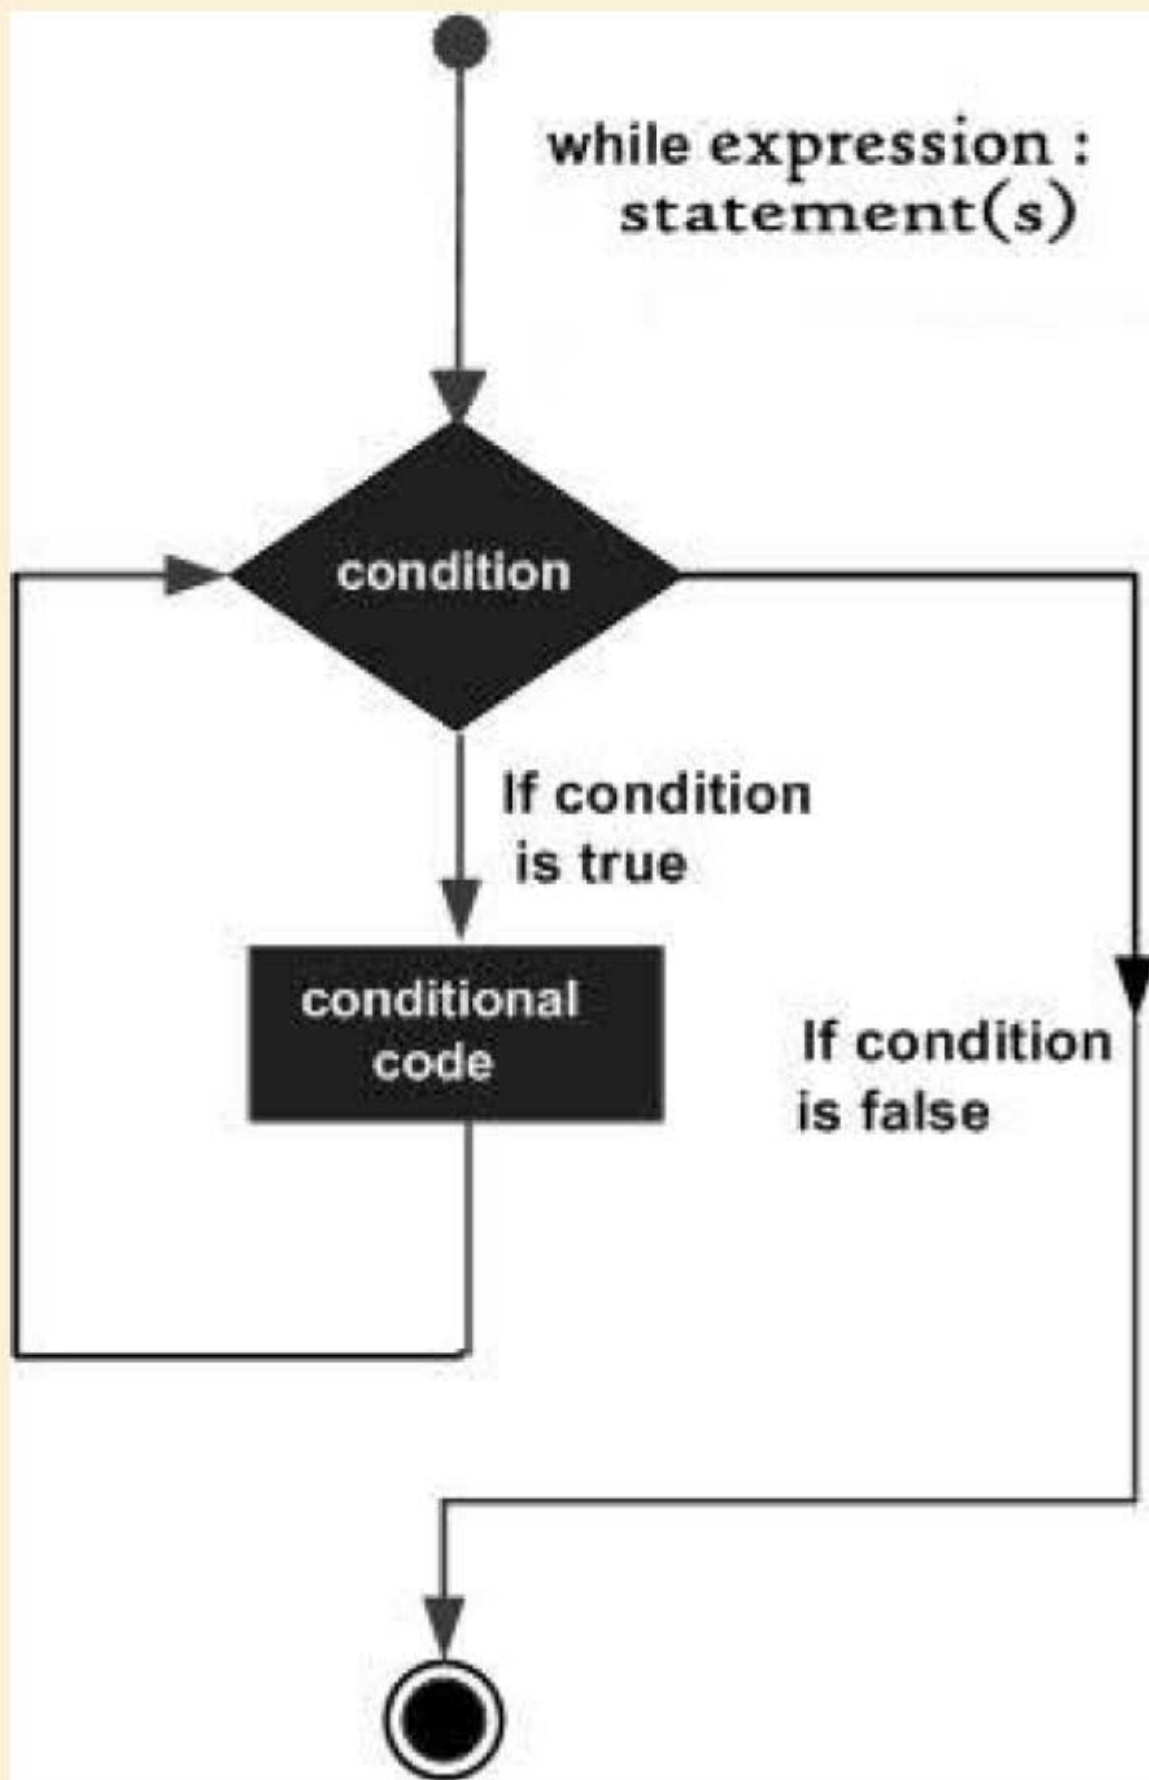 while expression :
statement(s)
condition
If condition
is true
conditional
code
If condition
is false